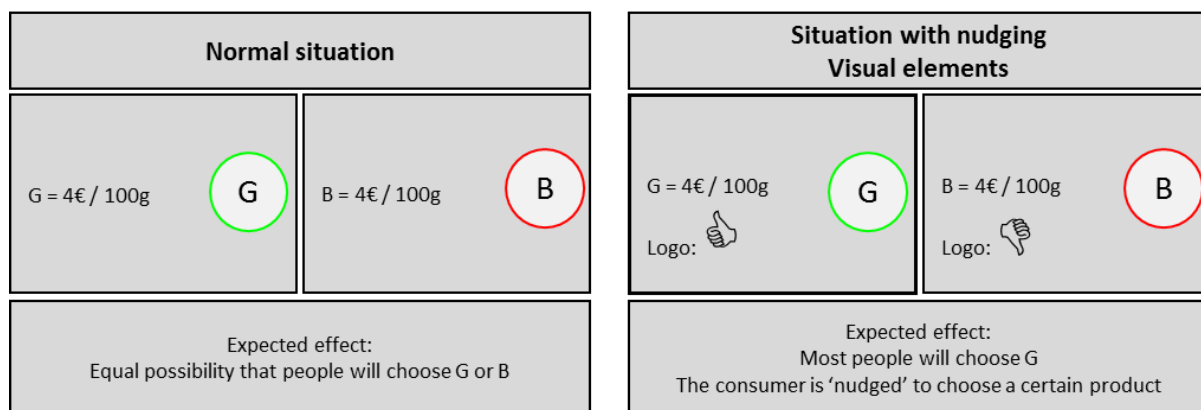 Normal situation
G = 4€ / 100g
G
B = 4€ / 100g
B
Expected effect:
Equal possibility that people will choose G or B
Situation with nudging
Visual elements
G = 4€ / 100g
Logo:
G
B = 4€ / 100g
Logo:
B
Expected effect:
Most people will choose G
The consumer is ‘nudged’ to choose a certain product